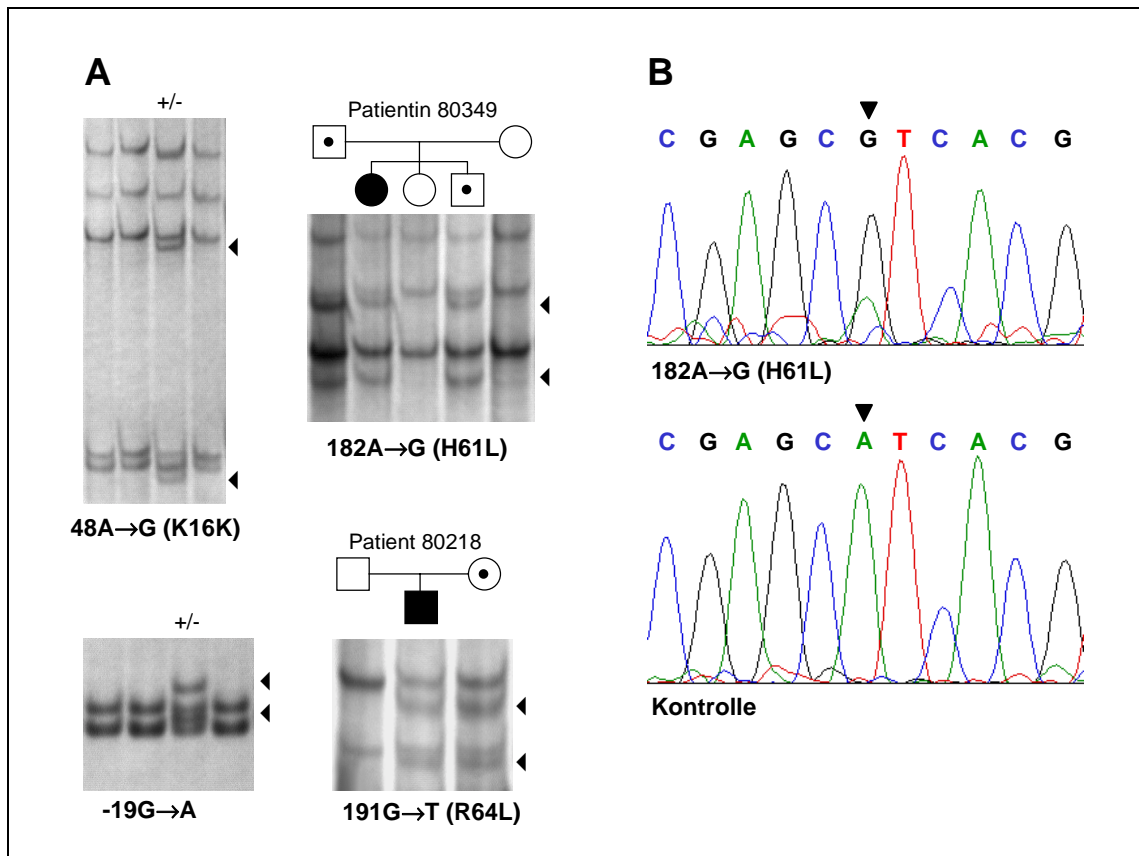 A
+/-
48A→G (K16K)
Patientin 80349
182A→G (H61L)
+/-
-19G→A
Patient 80218
191G→T (R64L)
B
C G A G C G T C A C G
182A→G (H61L)
C G A G C A T C A C G
Kontrolle